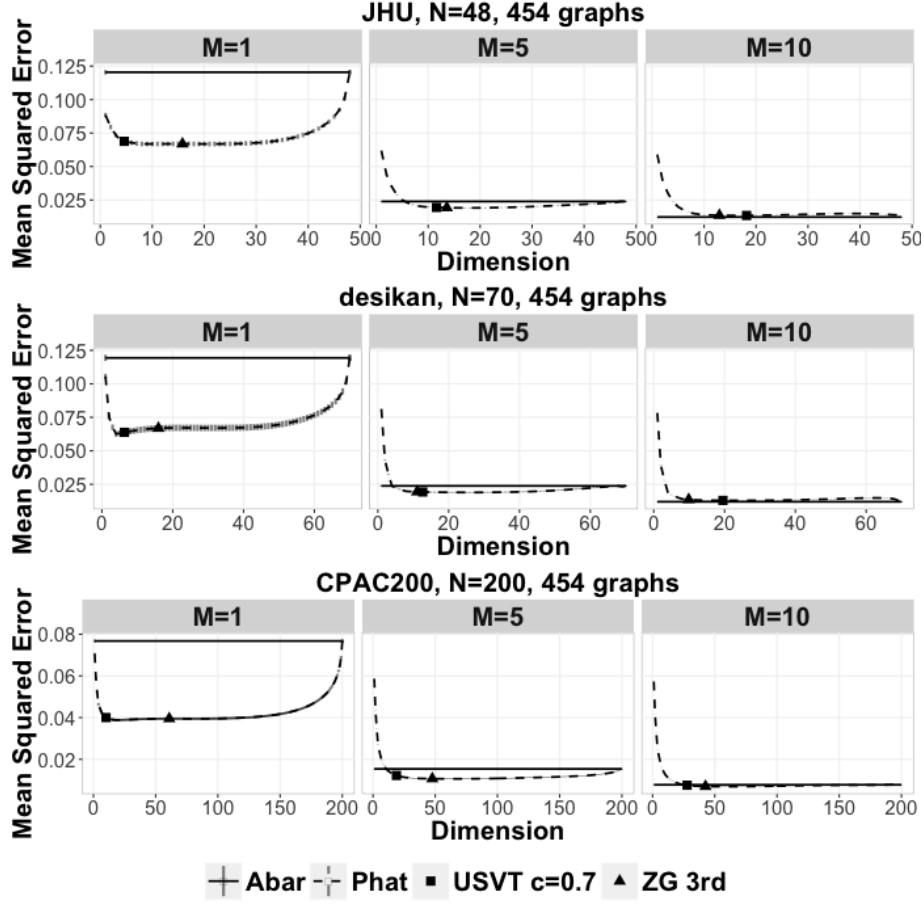 JHU, N=48, 454 graphs
M=1 M=5 M=10
Mean Squared Error
0.125
0.100
0.075
0.050
0.025
0 10 20 30 40 50 0 10 20 30 40 50 0 10 20 30 40 50
Dimension
desikan, N=70, 454 graphs
M=1 M=5 M=10
Mean Squared Error
0.125
0.100
0.075
0.050
0.025
0 20 40 60 0 20 40 60 0 20 40 60
Dimension
CPAC200, N=200, 454 graphs
M=1 M=5 M=10
Mean Squared Error
0.08
0.06
0.04
0.02
0 50 100 150 200 0 50 100 150 200 0 50 100 150 200
Dimension
Abar Phat USVT c=0.7 ZG 3rd